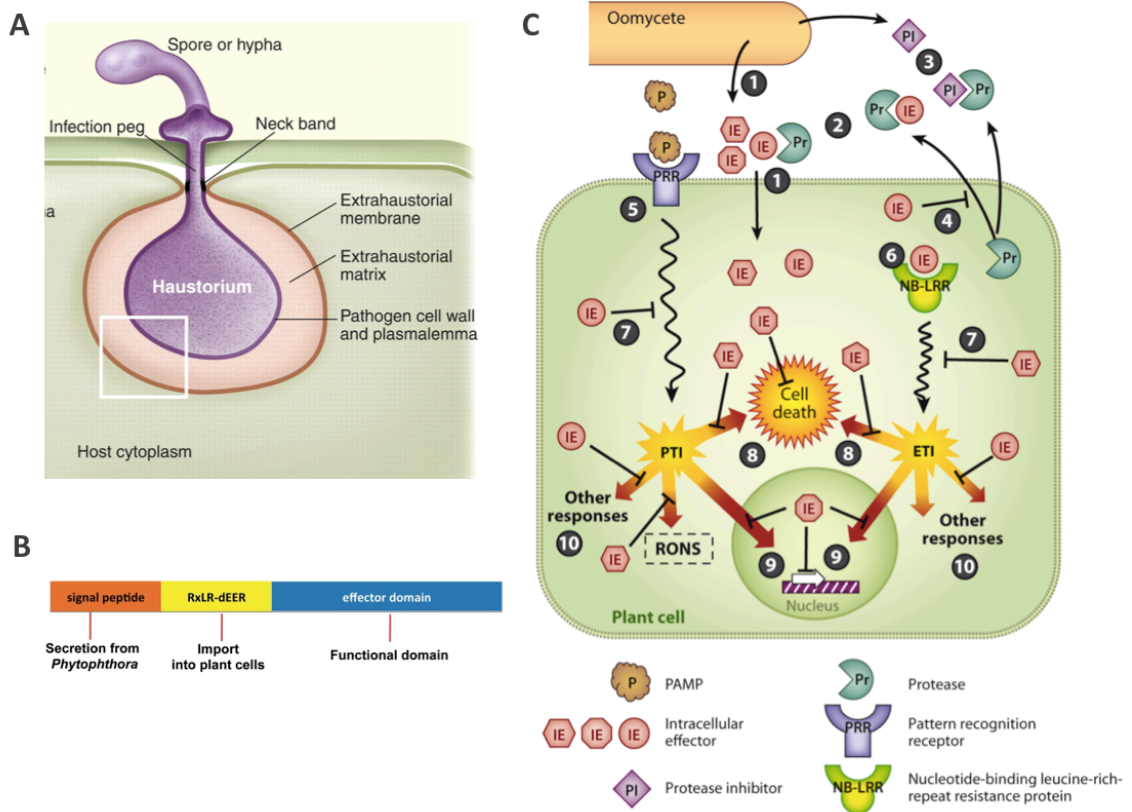 A
Spore or hypha
Infection peg
Neck band
Extrahaustorial
membrane
Extrahaustorial
matrix
Haustorium
Pathogen cell wall
and plasmalemma
Host cytoplasm
B
signal peptide
RxLR-dEER
effector domain
Secretion from
Phytophthora
Import
into plant cells
Functional domain
C
Oomycete
PI
3
1
P
PI
Pr
Pr
IE
2
IE
IE
IE
Pr
P
PRR
1
5
IE
4
6
IE
Pr
NB-LRR
IE
IE
IE
7
IE
7
IE
IE
IE
Cell
death
IE
PTI
8
8
ETI
IE
Other
responses
10
IE
RONS
IE
9
9
Nucleus
Other
responses
10
Plant cell
P
PAMP
Pr
Protease
IE
IE
IE
Intracellular
effector
PRR
Pattern recognition
receptor
PI
Protease inhibitor
NB-LRR
Nucleotide-binding leucine-rich-
repeat resistance protein